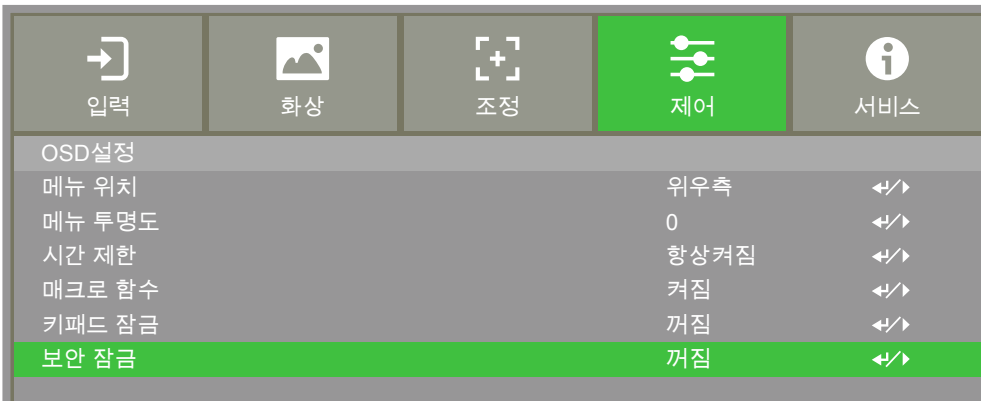 입력 화상 조정 제어 서비스
OSD설정
메뉴 위치 위우측
메뉴 투명도 0
시간 제한 항상켜짐
매크로 함수 켜짐
키패드 잠금 꺼짐
보안 잠금 꺼짐